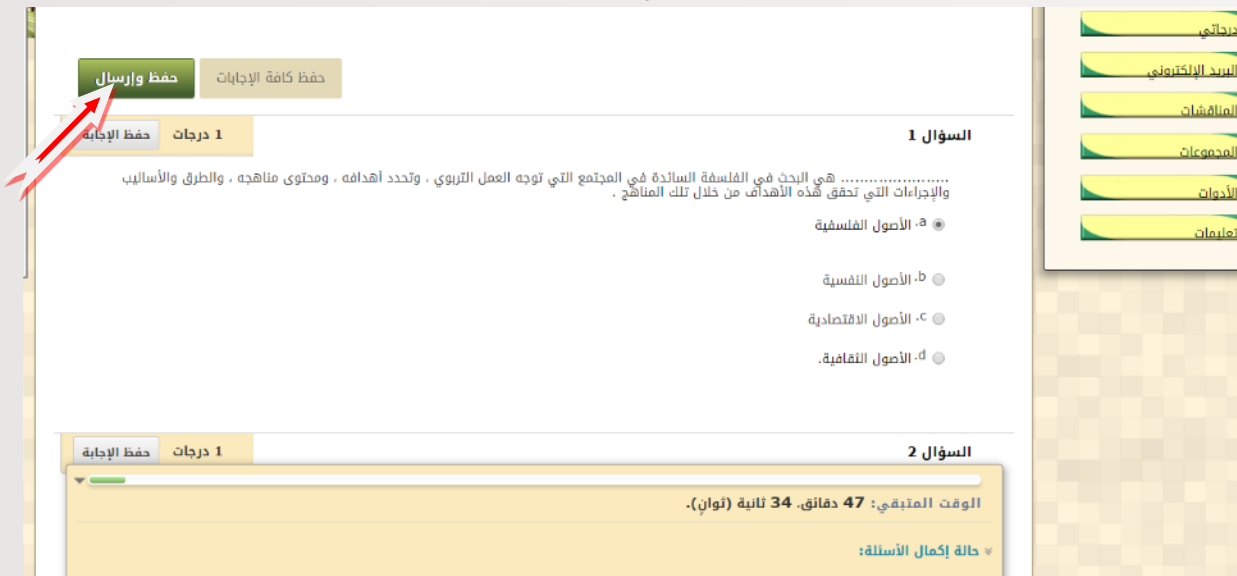 درجاتي
البريد الإلكتروني
المناقشات
المجموعات
الأدوات
تعليمات
حفظ كافة الإجابات
حفظ وإرسال
السؤال 1
1 درجات
حفظ الإجابة
...................... هي البحث في الفلسفة السائدة في المجتمع التي توجه العمل التربوي ، وتحدد أهدافه ، ومحتوى مناهجه ، والطرق والأساليب
والإجراءات التي تحقق هذه الأهداف من خلال تلك المناهج .
a. الأصول الفلسفية
b. الأصول النفسية
c. الأصول الاقتصادية
d. الأصول الثقافية.
السؤال 2
1 درجات
حفظ الإجابة
الوقت المتبقي: 47 دقائق, 34 ثانية (ثوانٍ).
حالة إكمال الأسئلة: